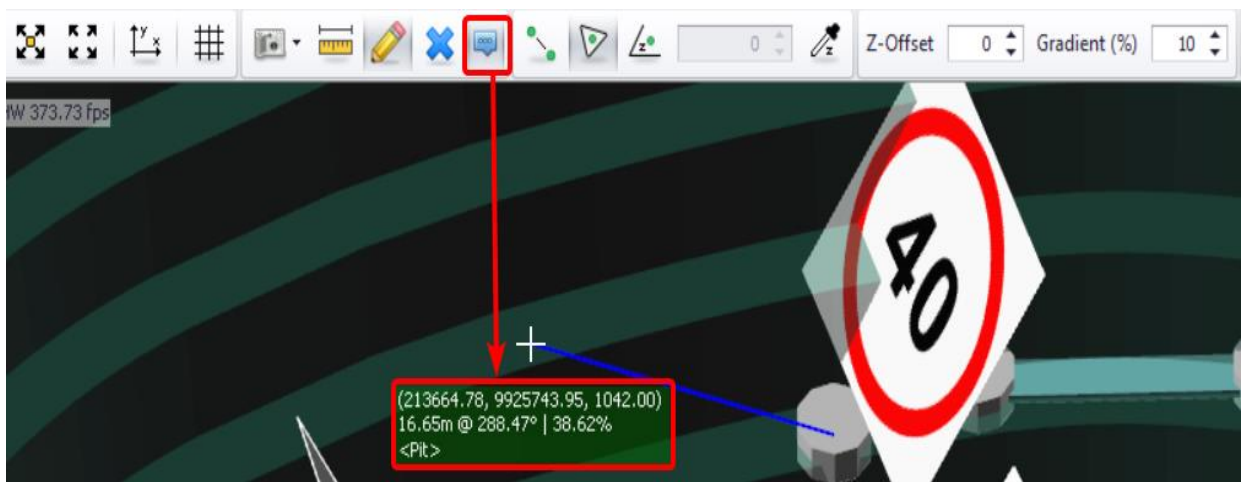 y
x
z
0
z
Z-Offset 0 Gradient (%) 10
HW 373.73 fps
40
(213664.78, 9925743.95, 1042.00)
16.65m @ 288.47° | 38.62%
<Pit>